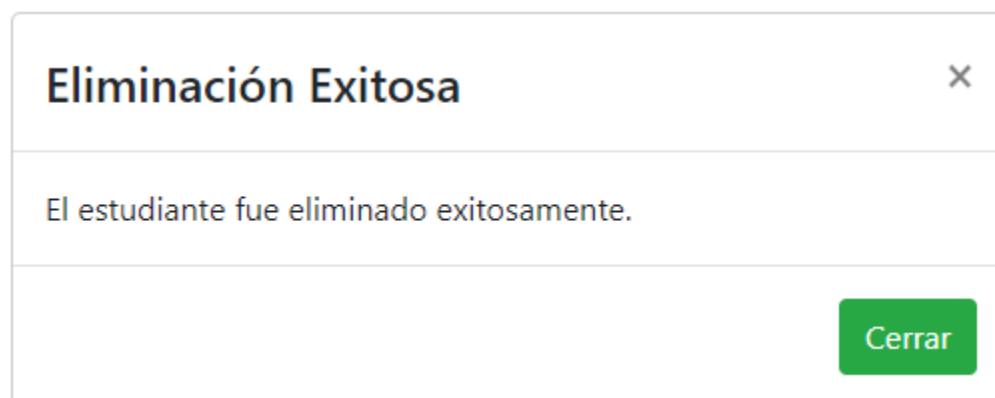 Eliminación Exitosa ×
El estudiante fue eliminado exitosamente.
Cerrar